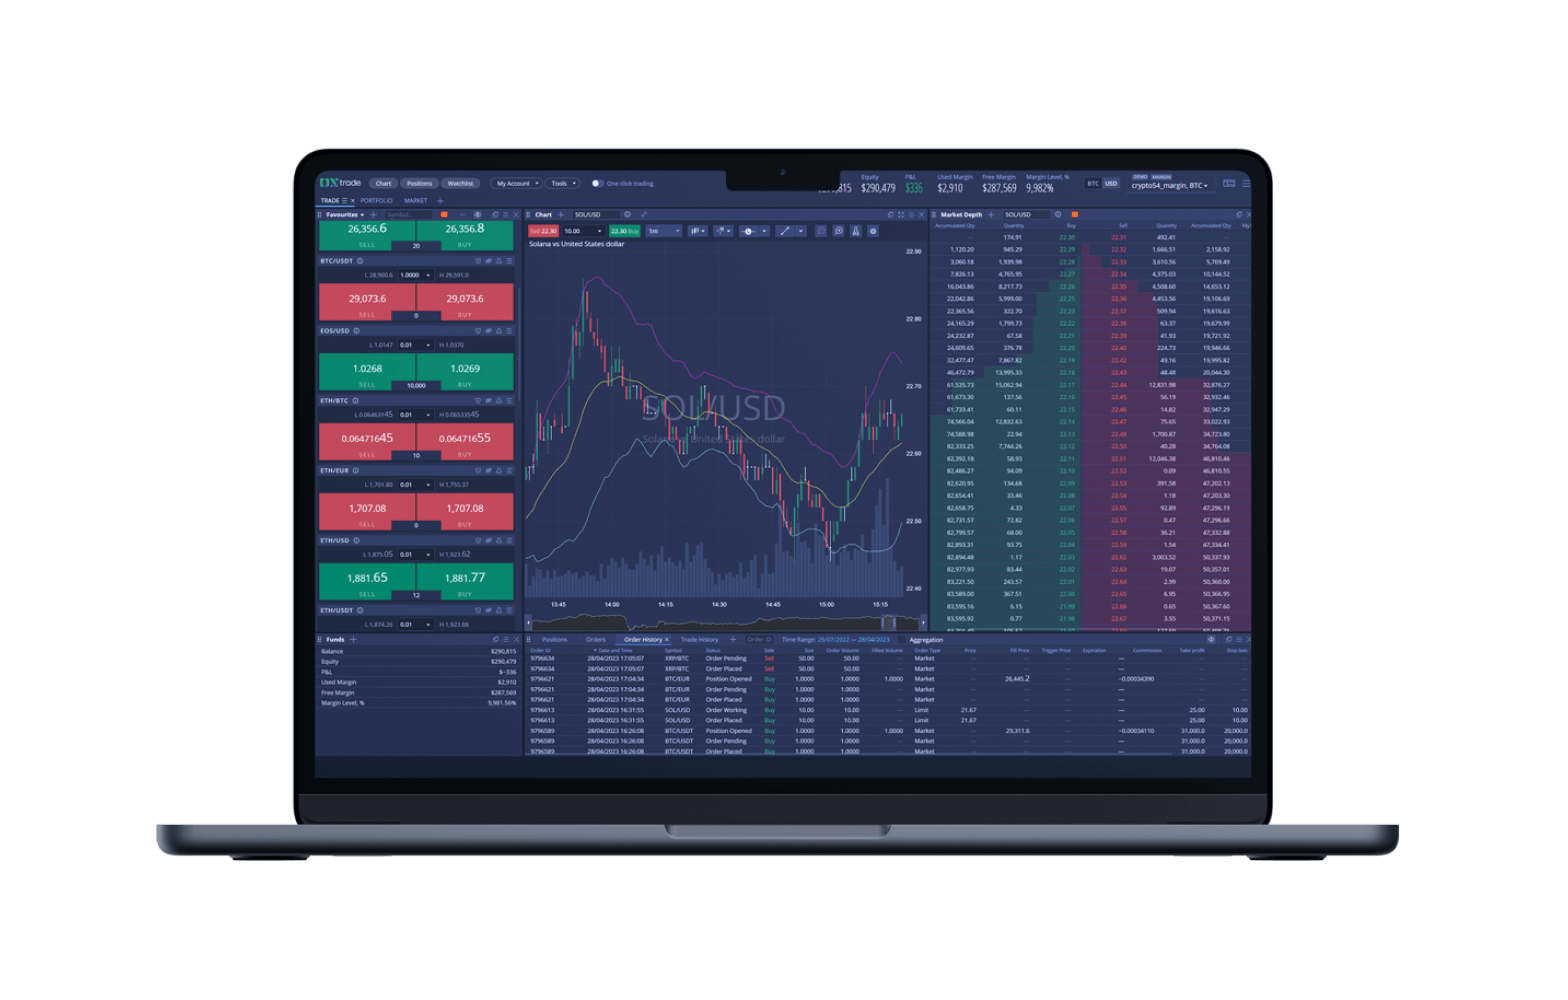 DX trade Chart Positions Watchlist My Account Tools One-click trading
Equity P&L Used Margin Free Margin Margin Level, %
$290,479 $336 $2,910 $287,569 9,982%
BTC USD
DEMO MARGIN
crypto54_margin, BTC
TRADE PORTFOLIO MARKET
Favourites Symbol...
26,356.6 26,356.8
SELL 20 BUY
BTC/USDT
L 28,900.6 1.0000 H 29,591.0
29,073.6 29,073.6
SELL 0 BUY
EOS/USD
L 1.0147 0.01 H 1.0370
1.0268 1.0269
SELL 10,000 BUY
ETH/BTC
L 0.06463145 0.01 H 0.06533545
0.06471645 0.06471655
SELL 10 BUY
ETH/EUR
L 1,701.80 0.01 H 1,755.37
1,707.08 1,707.08
SELL 0 BUY
ETH/USD
L 1,875.05 0.01 H 1,923.62
1,881.65 1,881.77
SELL 12 BUY
ETH/USDT
L 1,874.26 0.01 H 1,923.88
Chart SOL/USD
Sell 22.30 10.00 22.30 Buy 1m
Solana vs United States dollar
SOL/USD
Solana vs United States dollar
22.90
22.80
22.70
22.60
22.50
22.40
13:45 14:00 14:15 14:30 14:45 15:00 15:15
Market Depth SOL/USD
Accumulated Qty Quantity Buy Sell Quantity Accumulated Qty
174.91 22.30 22.31 492.41
1,120.20 945.29 22.29 22.32 1,666.51 2,158.92
3,060.18 1,939.98 22.28 22.33 3,610.56 5,769.49
7,826.13 4,765.95 22.27 22.34 4,375.03 10,144.52
16,043.86 8,217.73 22.26 22.35 4,508.60 14,653.12
22,042.86 5,999.00 22.25 22.36 4,453.56 19,106.69
22,365.56 322.70 22.23 22.37 509.94 19,616.63
24,165.29 1,799.73 22.22 22.38 63.37 19,679.99
24,232.87 67.58 22.21 22.39 41.93 19,721.92
24,609.65 376.78 22.20 22.40 224.73 19,946.66
32,477.47 7,867.82 22.19 22.42 49.16 19,995.82
46,472.79 13,995.33 22.18 22.43 48.48 20,044.30
61,535.73 15,062.94 22.17 22.44 12,831.98 32,876.27
61,673.30 137.56 22.16 22.45 56.19 32,932.46
61,733.41 60.11 22.15 22.46 14.82 32,947.29
74,566.04 12,832.63 22.14 22.47 75.65 33,022.93
74,588.98 22.94 22.13 22.49 1,700.87 34,723.80
82,333.25 7,744.26 22.12 22.50 40.28 34,764.08
82,392.18 58.93 22.11 22.51 12,046.38 46,810.46
82,486.27 94.09 22.10 22.52 0.09 46,810.55
82,620.95 134.68 22.09 22.53 391.58 47,202.13
82,654.41 33.46 22.08 22.54 1.18 47,203.30
82,658.75 4.33 22.07 22.55 92.89 47,296.19
82,731.57 72.82 22.06 22.57 0.47 47,296.66
82,799.57 68.00 22.05 22.58 36.21 47,332.88
82,893.31 93.75 22.04 22.59 1.54 47,334.41
82,894.48 1.17 22.03 22.62 3,003.52 50,337.93
82,977.93 83.44 22.02 22.63 19.07 50,357.01
83,221.50 243.57 22.01 22.64 2.99 50,360.00
83,589.00 367.51 22.00 22.65 6.95 50,366.95
83,595.16 6.15 21.99 22.66 0.65 50,367.60
83,595.92 0.77 21.98 22.67 3.55 50,371.15
Funds
Balance $290,815
Equity $290,479
P&L $-336
Used Margin $2,910
Free Margin $287,569
Margin Level, % 9,981.56%
Positions Orders Order History Trade History Order ID Time Range: 25/07/2022 — 28/04/2023 Aggregation
Order ID Date and Time Symbol Status Side Size Order Volume Filled Volume Order Type Price Fill Price Trigger Price Expiration Commission Take profit Stop loss
9796634 28/04/2023 17:05:07 XRP/BTC Order Pending Sell 50.00 50.00 Market
9796634 28/04/2023 17:05:07 XRP/BTC Order Placed Sell 50.00 50.00 Market
9796621 28/04/2023 17:04:34 BTC/EUR Position Opened Buy 1.0000 1.0000 1.0000 Market 26,445.2 −0.00034390
9796621 28/04/2023 17:04:34 BTC/EUR Order Pending Buy 1.0000 1.0000 Market
9796621 28/04/2023 17:04:34 BTC/EUR Order Placed Buy 1.0000 1.0000 Market
9796613 28/04/2023 16:31:55 SOL/USD Order Working Buy 10.00 10.00 Limit 21.67 25.00 10.00
9796613 28/04/2023 16:31:55 SOL/USD Order Placed Buy 10.00 10.00 Limit 21.67 25.00 10.00
9796589 28/04/2023 16:26:08 BTC/USDT Position Opened Buy 1.0000 1.0000 1.0000 Market 29,311.6 −0.00034110 31,000.0 20,000.0
9796589 28/04/2023 16:26:08 BTC/USDT Order Pending Buy 1.0000 1.0000 Market 31,000.0 20,000.0
9796589 28/04/2023 16:26:08 BTC/USDT Order Placed Buy 1.0000 1.0000 Market 31,000.0 20,000.0